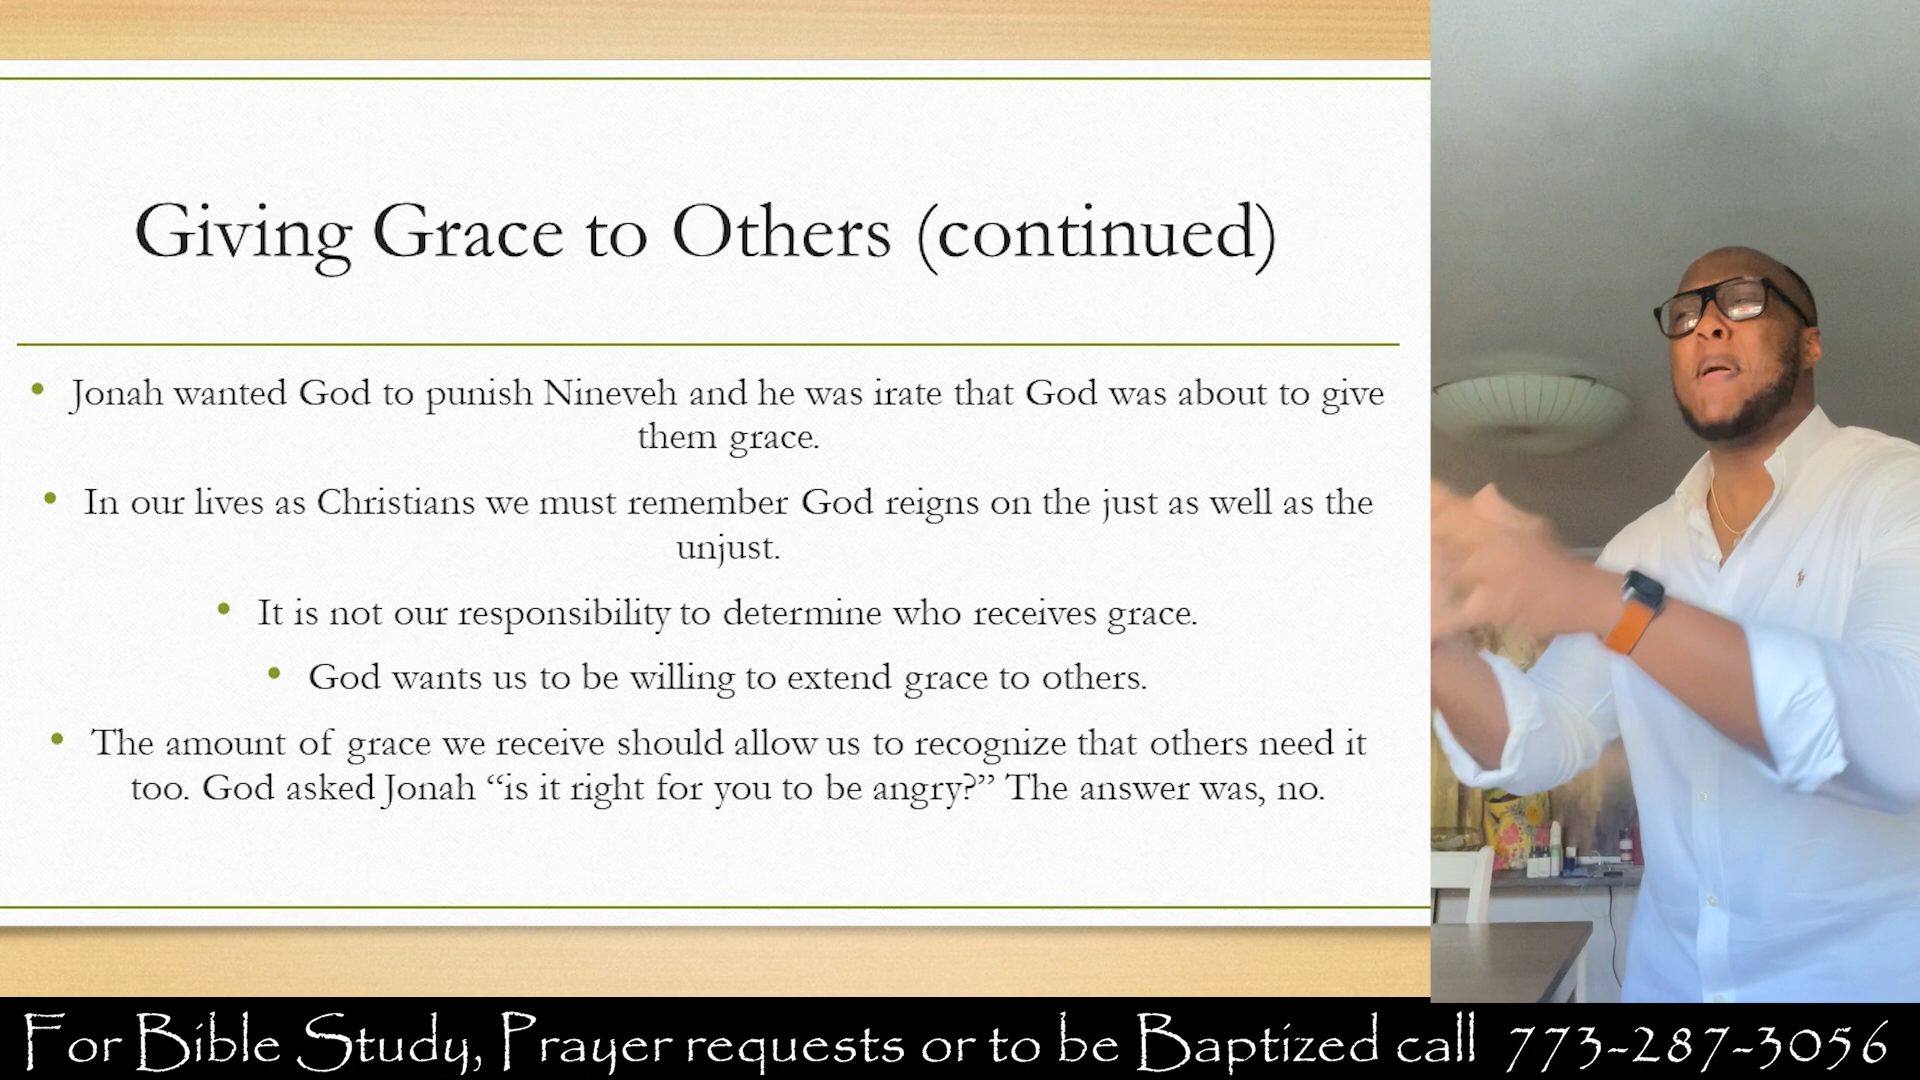 Giving Grace to Others (continued)
• Jonah wanted God to punish Nineveh and he was irate that God was about to give
them grace.
• In our lives as Christians we must remember God reigns on the just as well as the
unjust.
• It is not our responsibility to determine who receives grace.
• God wants us to be willing to extend grace to others.
• The amount of grace we receive should allow us to recognize that others need it
too. God asked Jonah “is it right for you to be angry?” The answer was, no.
For Bible Study, Prayer requests or to be Baptized call 773-287-3056